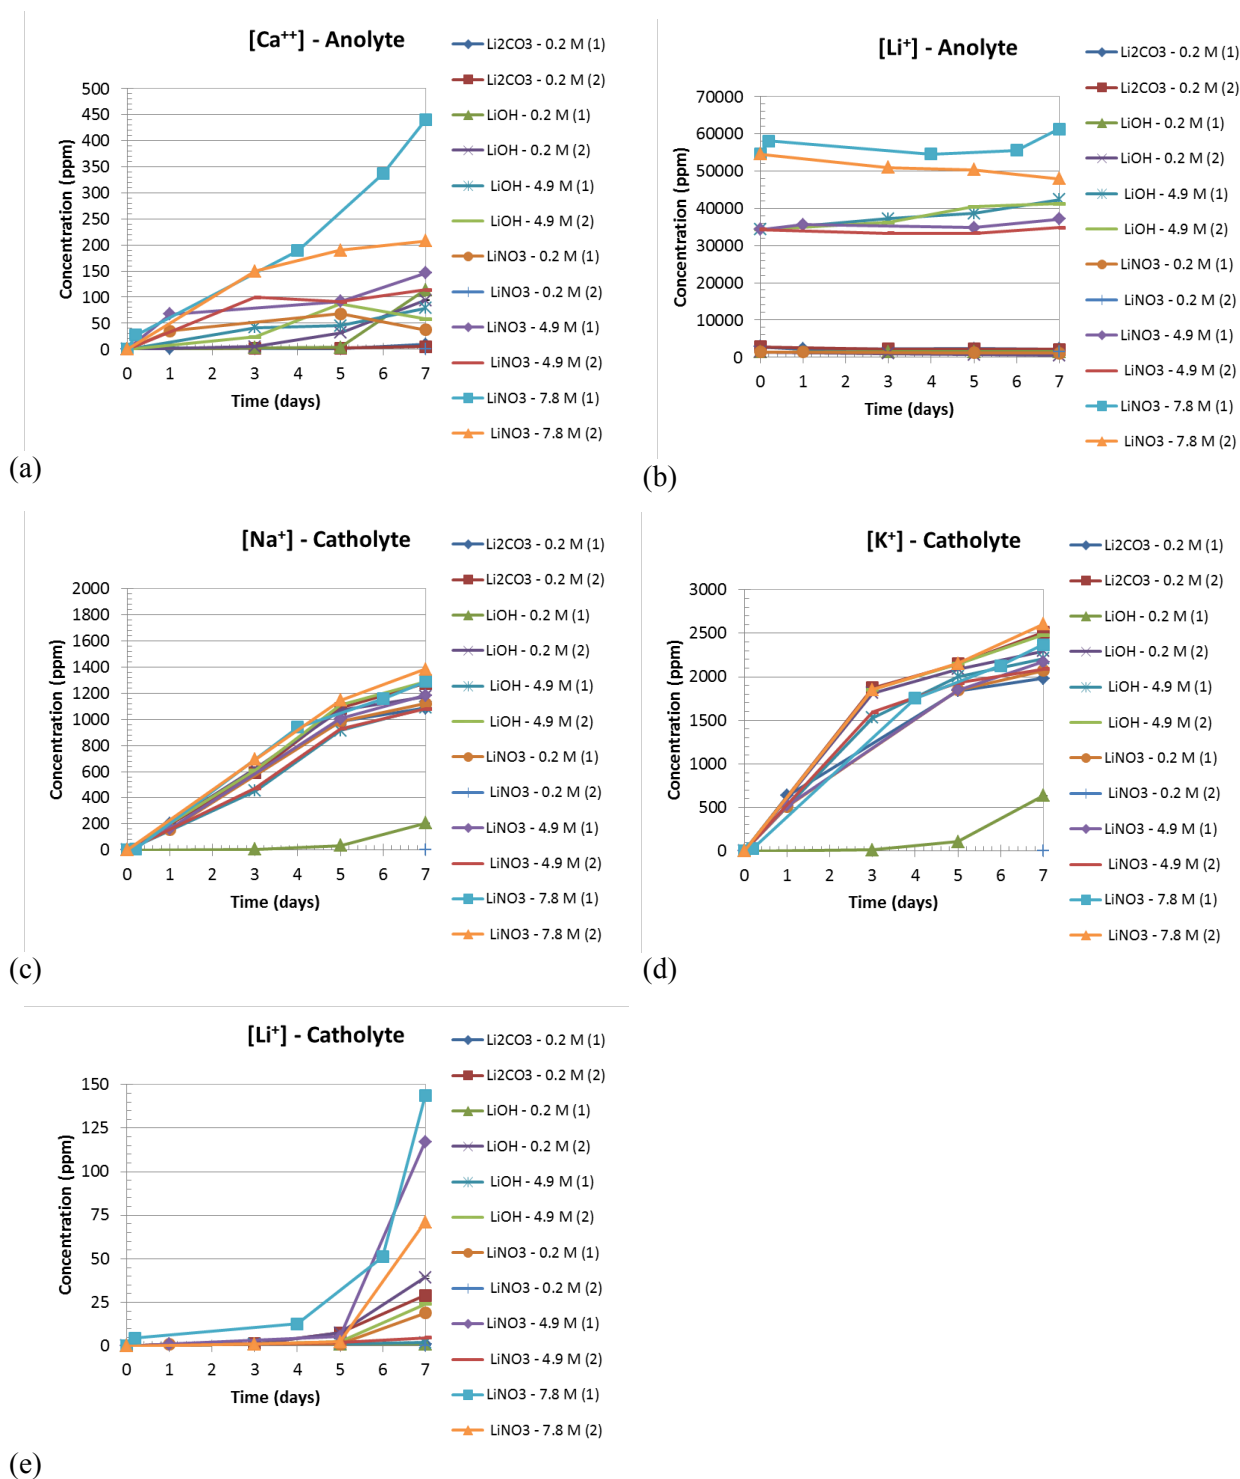 [Ca⁺⁺] - Anolyte
Concentration (ppm)
500
450
400
350
300
250
200
150
100
50
0
0 1 2 3 4 5 6 7
Time (days)
Li2CO3 - 0.2 M (1)
Li2CO3 - 0.2 M (2)
LiOH - 0.2 M (1)
LiOH - 0.2 M (2)
LiOH - 4.9 M (1)
LiOH - 4.9 M (2)
LiNO3 - 0.2 M (1)
LiNO3 - 0.2 M (2)
LiNO3 - 4.9 M (1)
LiNO3 - 4.9 M (2)
LiNO3 - 7.8 M (1)
LiNO3 - 7.8 M (2)
(a)
[Li⁺] - Anolyte
Concentration (ppm)
70000
60000
50000
40000
30000
20000
10000
0
0 1 2 3 4 5 6 7
Time (days)
Li2CO3 - 0.2 M (1)
Li2CO3 - 0.2 M (2)
LiOH - 0.2 M (1)
LiOH - 0.2 M (2)
LiOH - 4.9 M (1)
LiOH - 4.9 M (2)
LiNO3 - 0.2 M (1)
LiNO3 - 0.2 M (2)
LiNO3 - 4.9 M (1)
LiNO3 - 4.9 M (2)
LiNO3 - 7.8 M (1)
LiNO3 - 7.8 M (2)
(b)
[Na⁺] - Catholyte
Concentration (ppm)
2000
1800
1600
1400
1200
1000
800
600
400
200
0
0 1 2 3 4 5 6 7
Time (days)
Li2CO3 - 0.2 M (1)
Li2CO3 - 0.2 M (2)
LiOH - 0.2 M (1)
LiOH - 0.2 M (2)
LiOH - 4.9 M (1)
LiOH - 4.9 M (2)
LiNO3 - 0.2 M (1)
LiNO3 - 0.2 M (2)
LiNO3 - 4.9 M (1)
LiNO3 - 4.9 M (2)
LiNO3 - 7.8 M (1)
LiNO3 - 7.8 M (2)
(c)
[K⁺] - Catholyte
Concentration (ppm)
3000
2500
2000
1500
1000
500
0
0 1 2 3 4 5 6 7
Time (days)
Li2CO3 - 0.2 M (1)
Li2CO3 - 0.2 M (2)
LiOH - 0.2 M (1)
LiOH - 0.2 M (2)
LiOH - 4.9 M (1)
LiOH - 4.9 M (2)
LiNO3 - 0.2 M (1)
LiNO3 - 0.2 M (2)
LiNO3 - 4.9 M (1)
LiNO3 - 4.9 M (2)
LiNO3 - 7.8 M (1)
LiNO3 - 7.8 M (2)
(d)
[Li⁺] - Catholyte
Concentration (ppm)
150
125
100
75
50
25
0
0 1 2 3 4 5 6 7
Time (days)
Li2CO3 - 0.2 M (1)
Li2CO3 - 0.2 M (2)
LiOH - 0.2 M (1)
LiOH - 0.2 M (2)
LiOH - 4.9 M (1)
LiOH - 4.9 M (2)
LiNO3 - 0.2 M (1)
LiNO3 - 0.2 M (2)
LiNO3 - 4.9 M (1)
LiNO3 - 4.9 M (2)
LiNO3 - 7.8 M (1)
LiNO3 - 7.8 M (2)
(e)